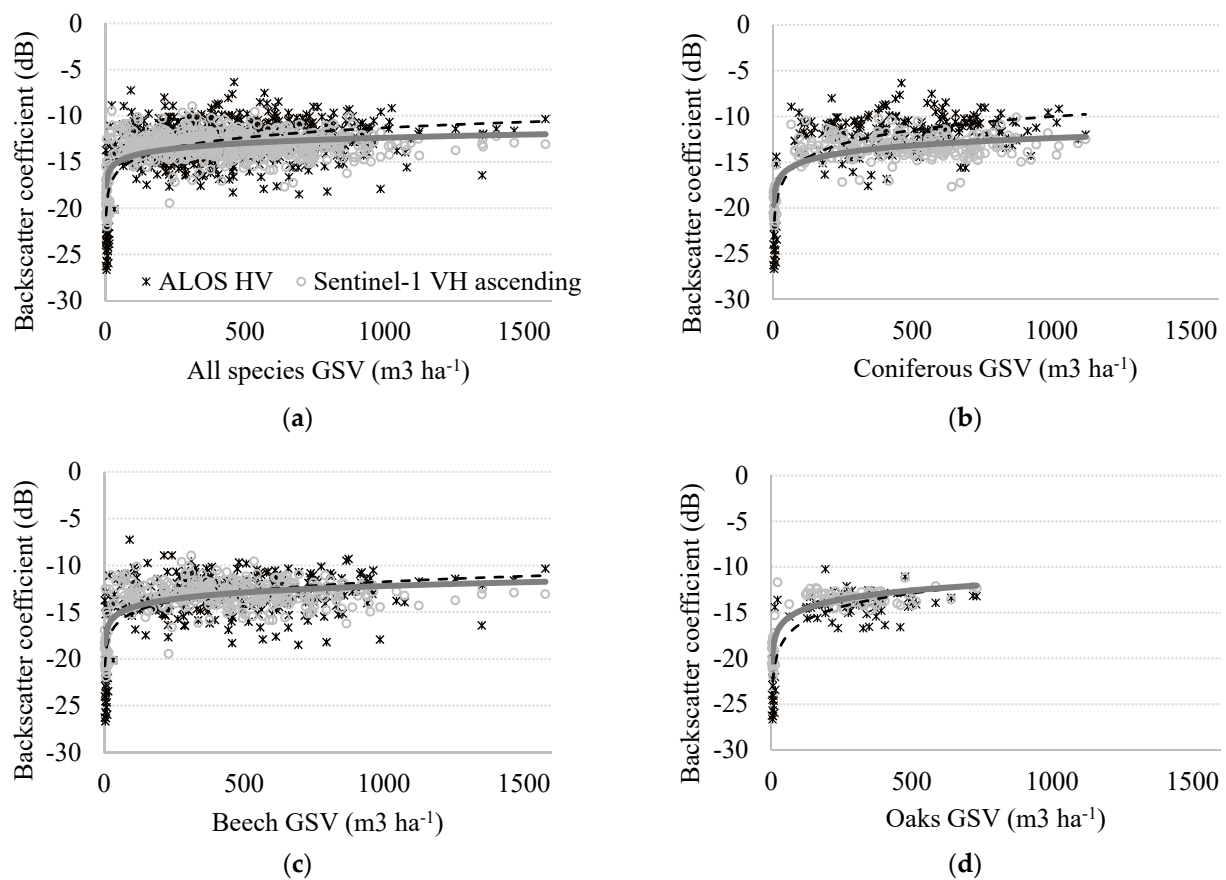 0
-5
-10
-15
-20
-25
-30
Backscatter coefficient (dB)
ALOS HV Sentinel-1 VH ascending
0 500 1000 1500
All species GSV (m3 ha-1)
(a)
0
-5
-10
-15
-20
-25
-30
Backscatter coefficient (dB)
0 500 1000 1500
Coniferous GSV (m3 ha-1)
(b)
0
-5
-10
-15
-20
-25
-30
Backscatter coefficient (dB)
0 500 1000 1500
Beech GSV (m3 ha-1)
(c)
0
-5
-10
-15
-20
-25
-30
Backscatter coefficient (dB)
0 500 1000 1500
Oaks GSV (m3 ha-1)
(d)